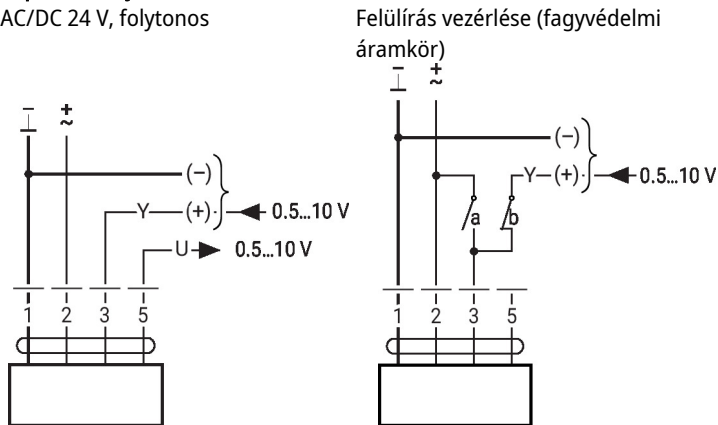 AC/DC 24 V, folytonos
– + ~
(–)
Y (+) 0.5...10 V
U 0.5...10 V
1 2 3 5
Felülírás vezérlése (fagyvédelmi
áramkör)
– + ~
(–)
Y (+) 0.5...10 V
a b
1 2 3 5